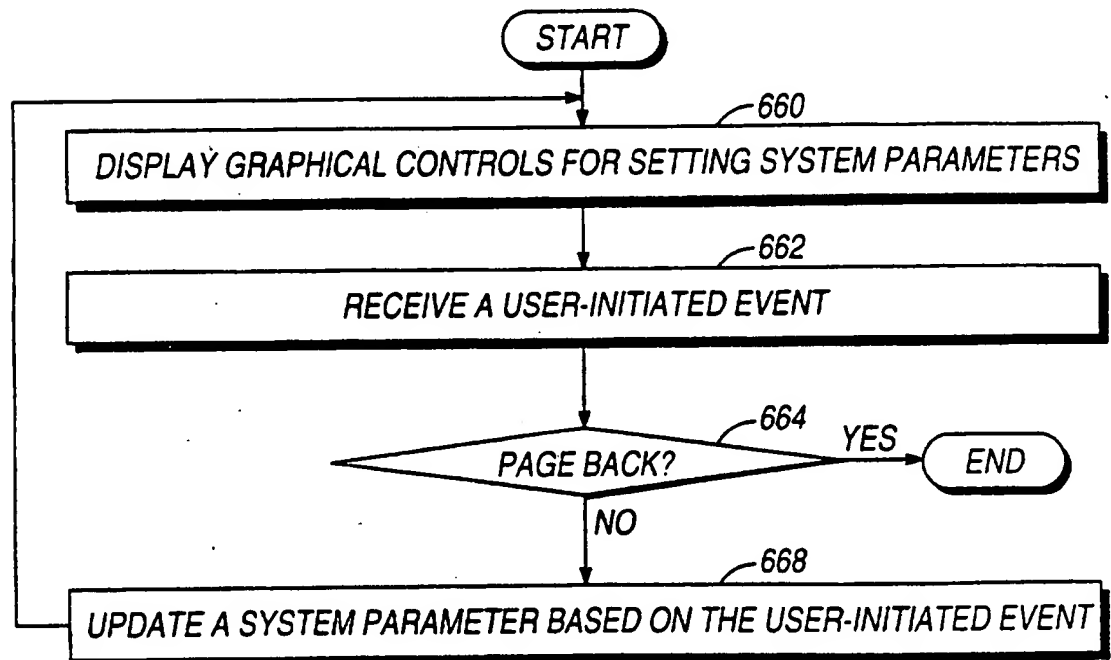 START
660
DISPLAY GRAPHICAL CONTROLS FOR SETTING SYSTEM PARAMETERS
662
RECEIVE A USER-INITIATED EVENT
664
PAGE BACK?
YES
END
NO
668
UPDATE A SYSTEM PARAMETER BASED ON THE USER-INITIATED EVENT